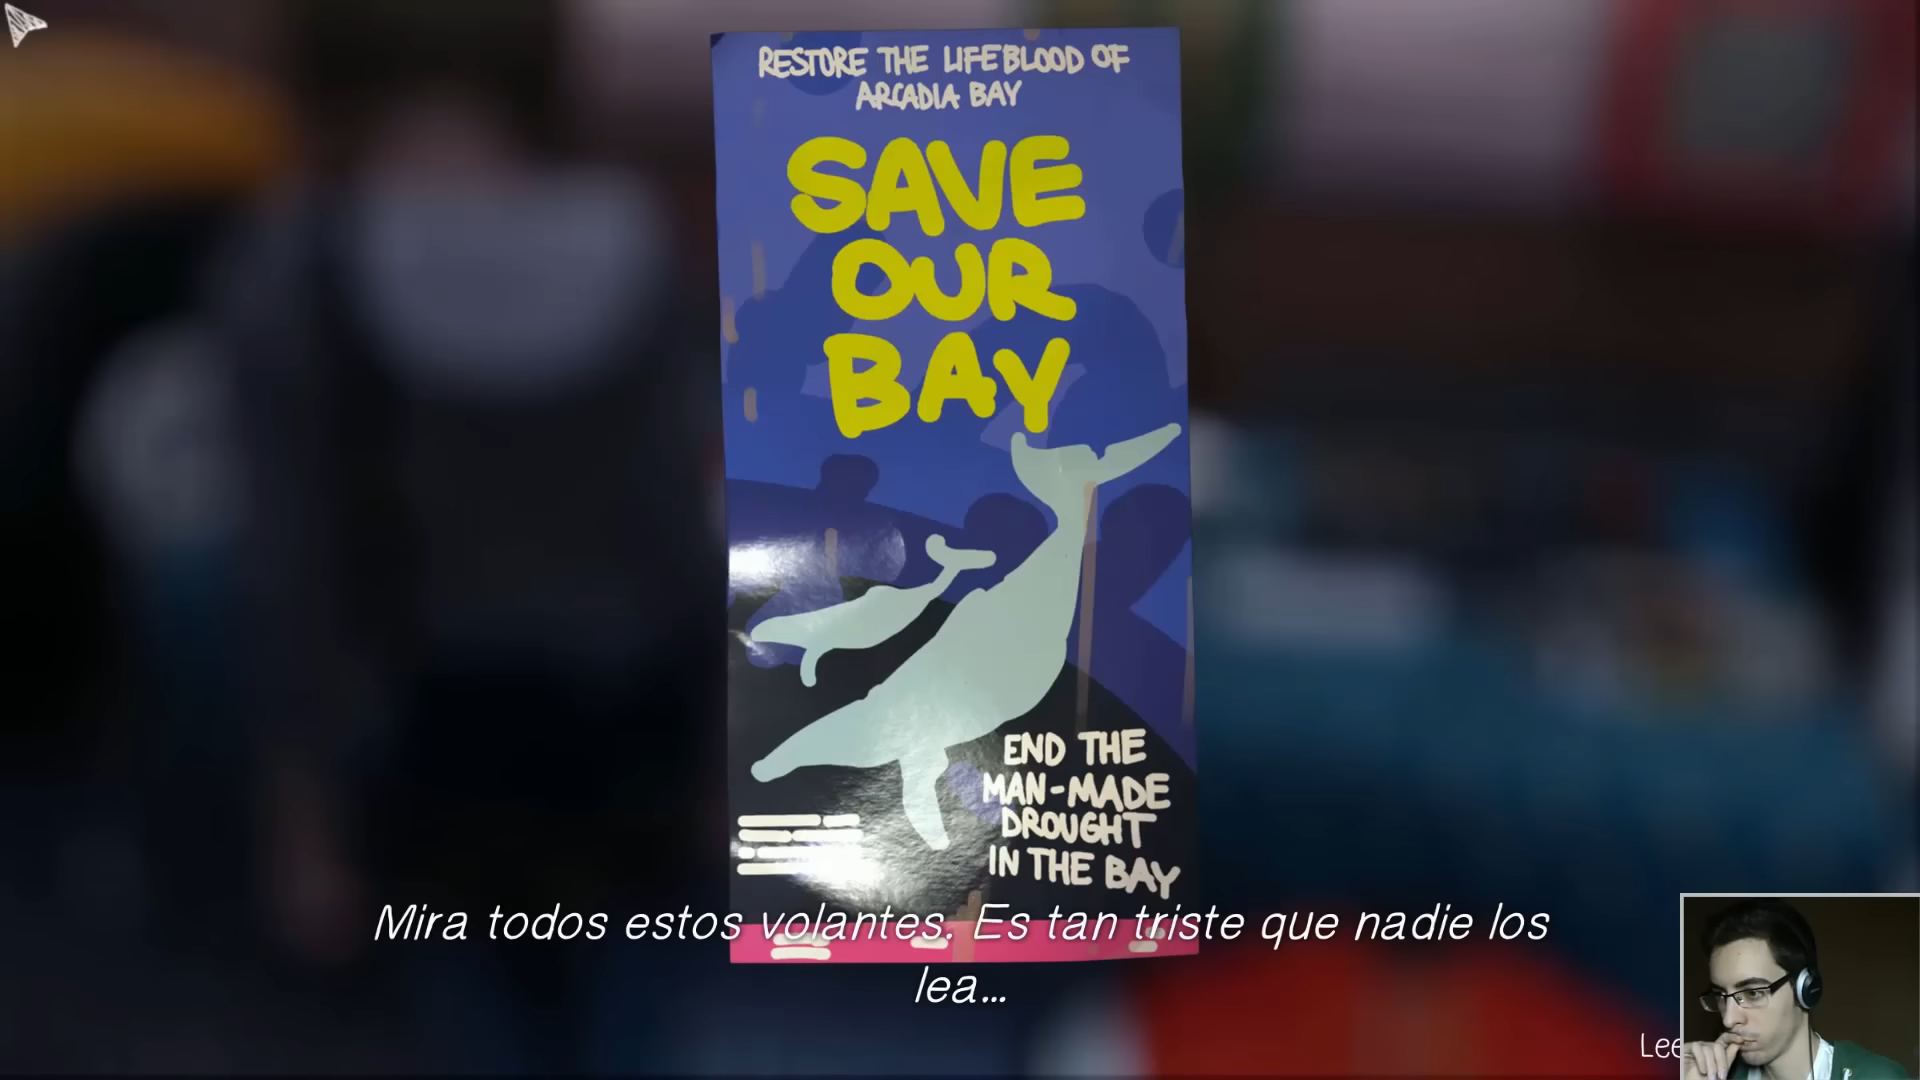 RESTORE THE LIFEBLOOD OF
ARCADIA BAY
SAVE
OUR
BAY
END THE
MAN-MADE
DROUGHT
IN THE BAY
Mira todos estos volantes. Es tan triste que nadie los
lea...